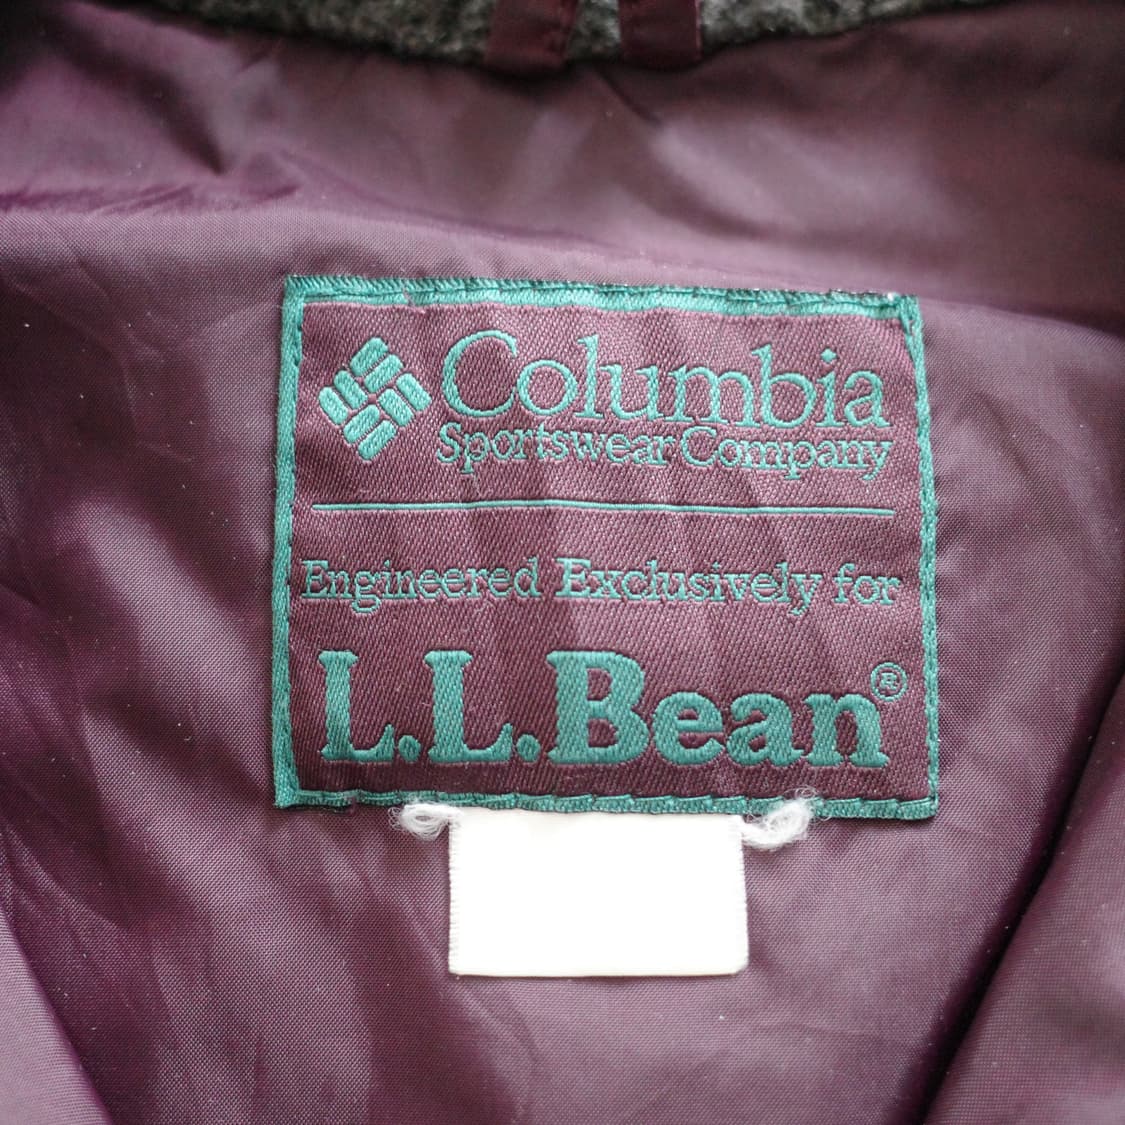 Columbia
Sportswear Company
Engineered Exclusively for
L.L.Bean®